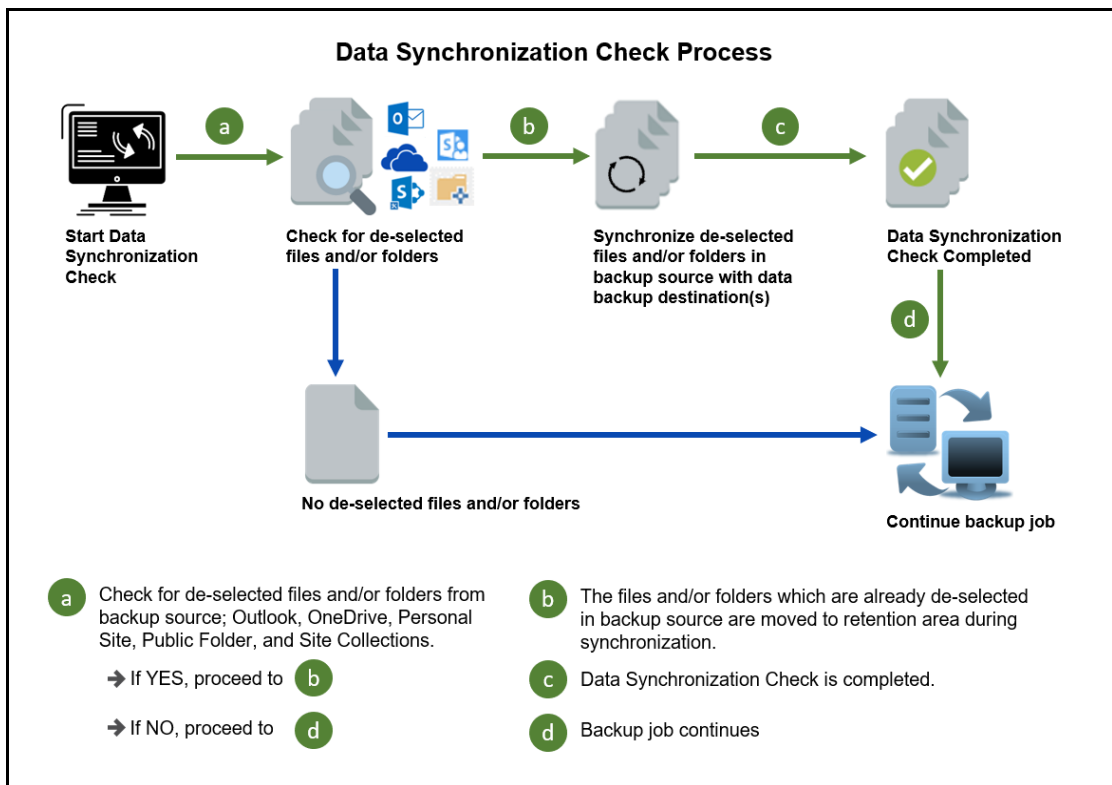 Data Synchronization Check Process
a
b
c
Start Data
Synchronization
Check
Check for de-selected
files and/or folders
Synchronize de-selected
files and/or folders in
backup source with data
backup destination(s)
Data Synchronization
Check Completed
d
No de-selected files and/or folders
Continue backup job
a Check for de-selected files and/or folders from
backup source; Outlook, OneDrive, Personal
Site, Public Folder, and Site Collections.
➔ If YES, proceed to b
➔ If NO, proceed to d
b The files and/or folders which are already de-selected
in backup source are moved to retention area during
synchronization.
c Data Synchronization Check is completed.
d Backup job continues